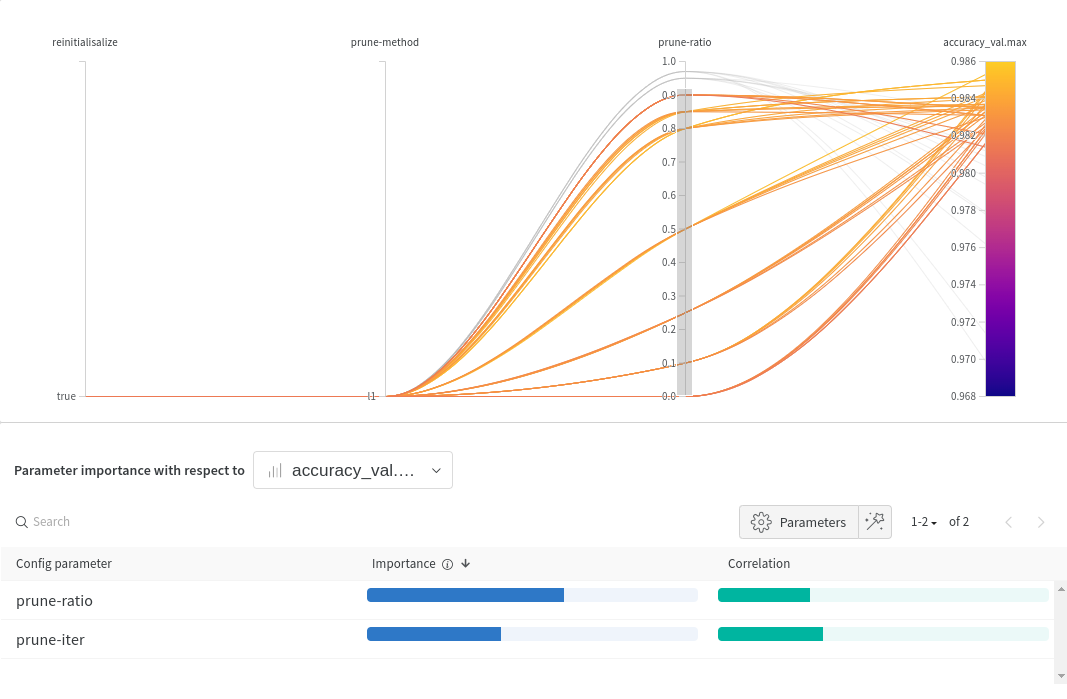 reinitialisalize prune-method prune-ratio accuracy_val.max
1.0 0.986
0.9 0.984
0.8 0.982
0.7 0.980
0.6 0.978
0.5 0.976
0.4 0.974
0.3 0.972
0.2 0.970
0.1
true l1 0.0 0.968
Parameter importance with respect to accuracy_val.…
Search Parameters 1-2 of 2
Config parameter Importance Correlation
prune-ratio
prune-iter